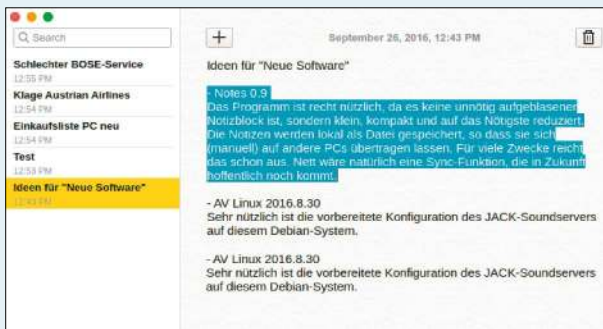 Search
Schlechter BOSE-Service
12:55 PM
Klage Austrian Airlines
12:54 PM
Einkaufsliste PC neu
12:54 PM
Test
12:53 PM
Ideen für "Neue Software"
12:43 PM
September 26, 2016, 12:43 PM
Ideen für "Neue Software"
- Notes 0.9
Das Programm ist recht nützlich, da es keine unnötig aufgeblasener
Notizblock ist, sondern klein, kompakt und auf das Nötigste reduziert.
Die Notizen werden lokal als Datei gespeichert, so dass sie sich
(manuell) auf andere PCs übertragen lassen. Für viele Zwecke reicht
das schon aus. Nett wäre natürlich eine Sync-Funktion, die in Zukunft
hoffentlich noch kommt.
- AV Linux 2016.8.30
Sehr nützlich ist die vorbereitete Konfiguration des JACK-Soundservers
auf diesem Debian-System.
- AV Linux 2016.8.30
Sehr nützlich ist die vorbereitete Konfiguration des JACK-Soundservers
auf diesem Debian-System.